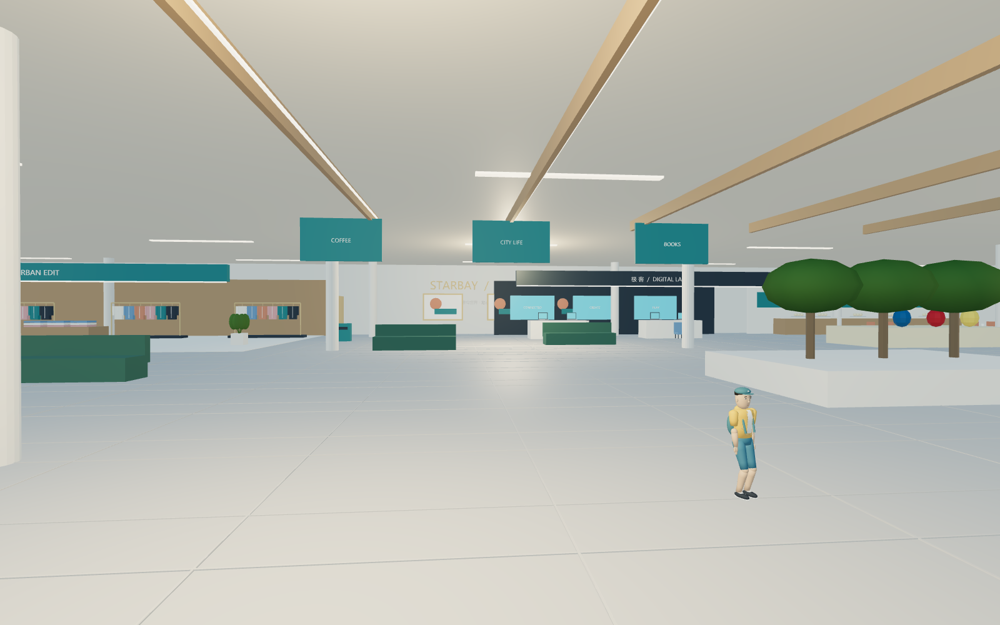 COFFEE
CITY LIFE
BOOKS
RBAN EDIT
STARBAY /
极客 / DIGITAL LA